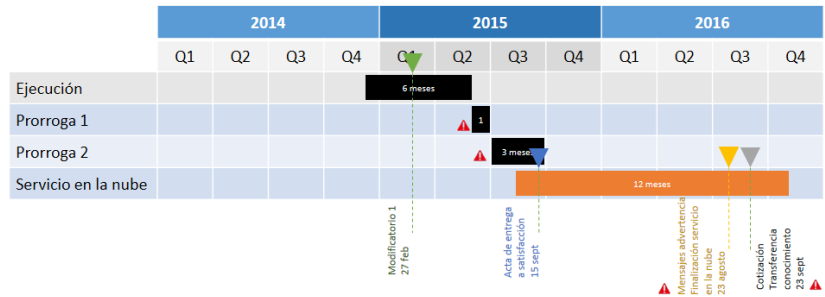 2014 2015 2016
Q1 Q2 Q3 Q4 Q1 Q2 Q3 Q4 Q1 Q2 Q3 Q4
Ejecución 6 meses
Prorroga 1 1
Prorroga 2 3 meses
Servicio en la nube 12 meses
Modificatorio 1
27 feb
Acta de entrega
a satisfacción
15 sept
Mensajes advertencia
Finalización servicio
en la nube
23 agosto
Cotización
Transferencia
conocimiento
23 sept